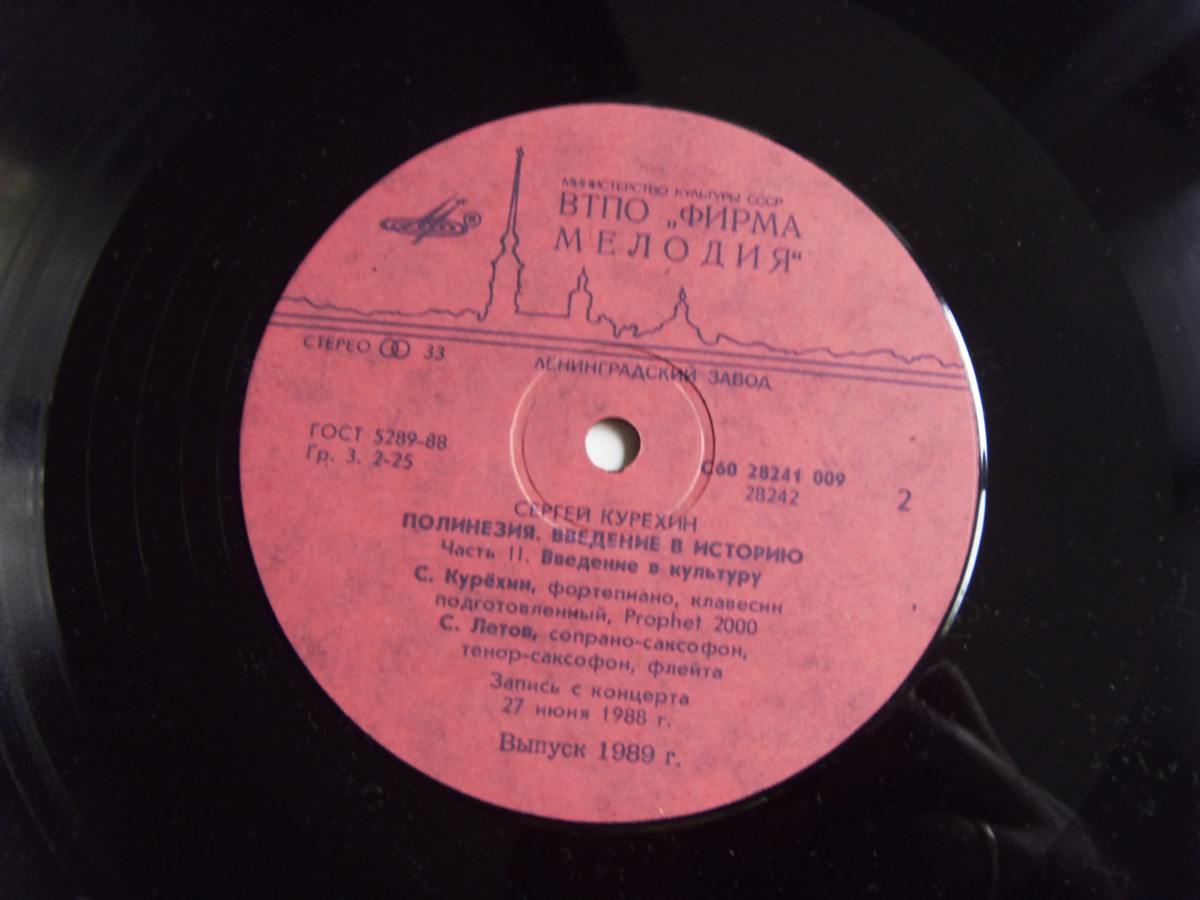 МИНИСТЕРСТВО КУЛЬТУРЫ СССР
ВТПО „ФИРМА
МЕЛОДИЯ“
СТЕРЕО 33
ЛЕНИНГРАДСКИЙ ЗАВОД
ГОСТ 5289-88
Гр. 3. 2-25
С60 28241 009
28242
2
СЕРГЕЙ КУРЕХИН
ПОЛИНЕЗИЯ. ВВЕДЕНИЕ В ИСТОРИЮ
Часть II. Введение в культуру
С. Курёхин, фортепиано, клавесин
подготовленный, Prophet 2000
С. Летов, сопрано-саксофон,
тенор-саксофон, флейта
Запись с концерта
27 июня 1988 г.
Выпуск 1989 г.